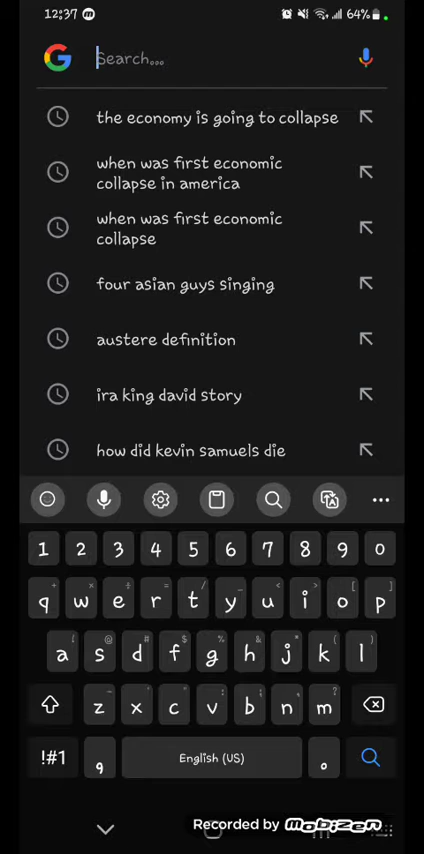 12:37 m 64%
G Search...
the economy is going to collapse
when was first economic
collapse in america
when was first economic
collapse
four asian guys singing
austere definition
ira king david story
how did kevin samuels die
1 2 3 4 5 6 7 8 9 0
q w e r t y u i o p
a s d f g h j k l
z x c v b n m
!#1 , English (US) .
Recorded by mobizen